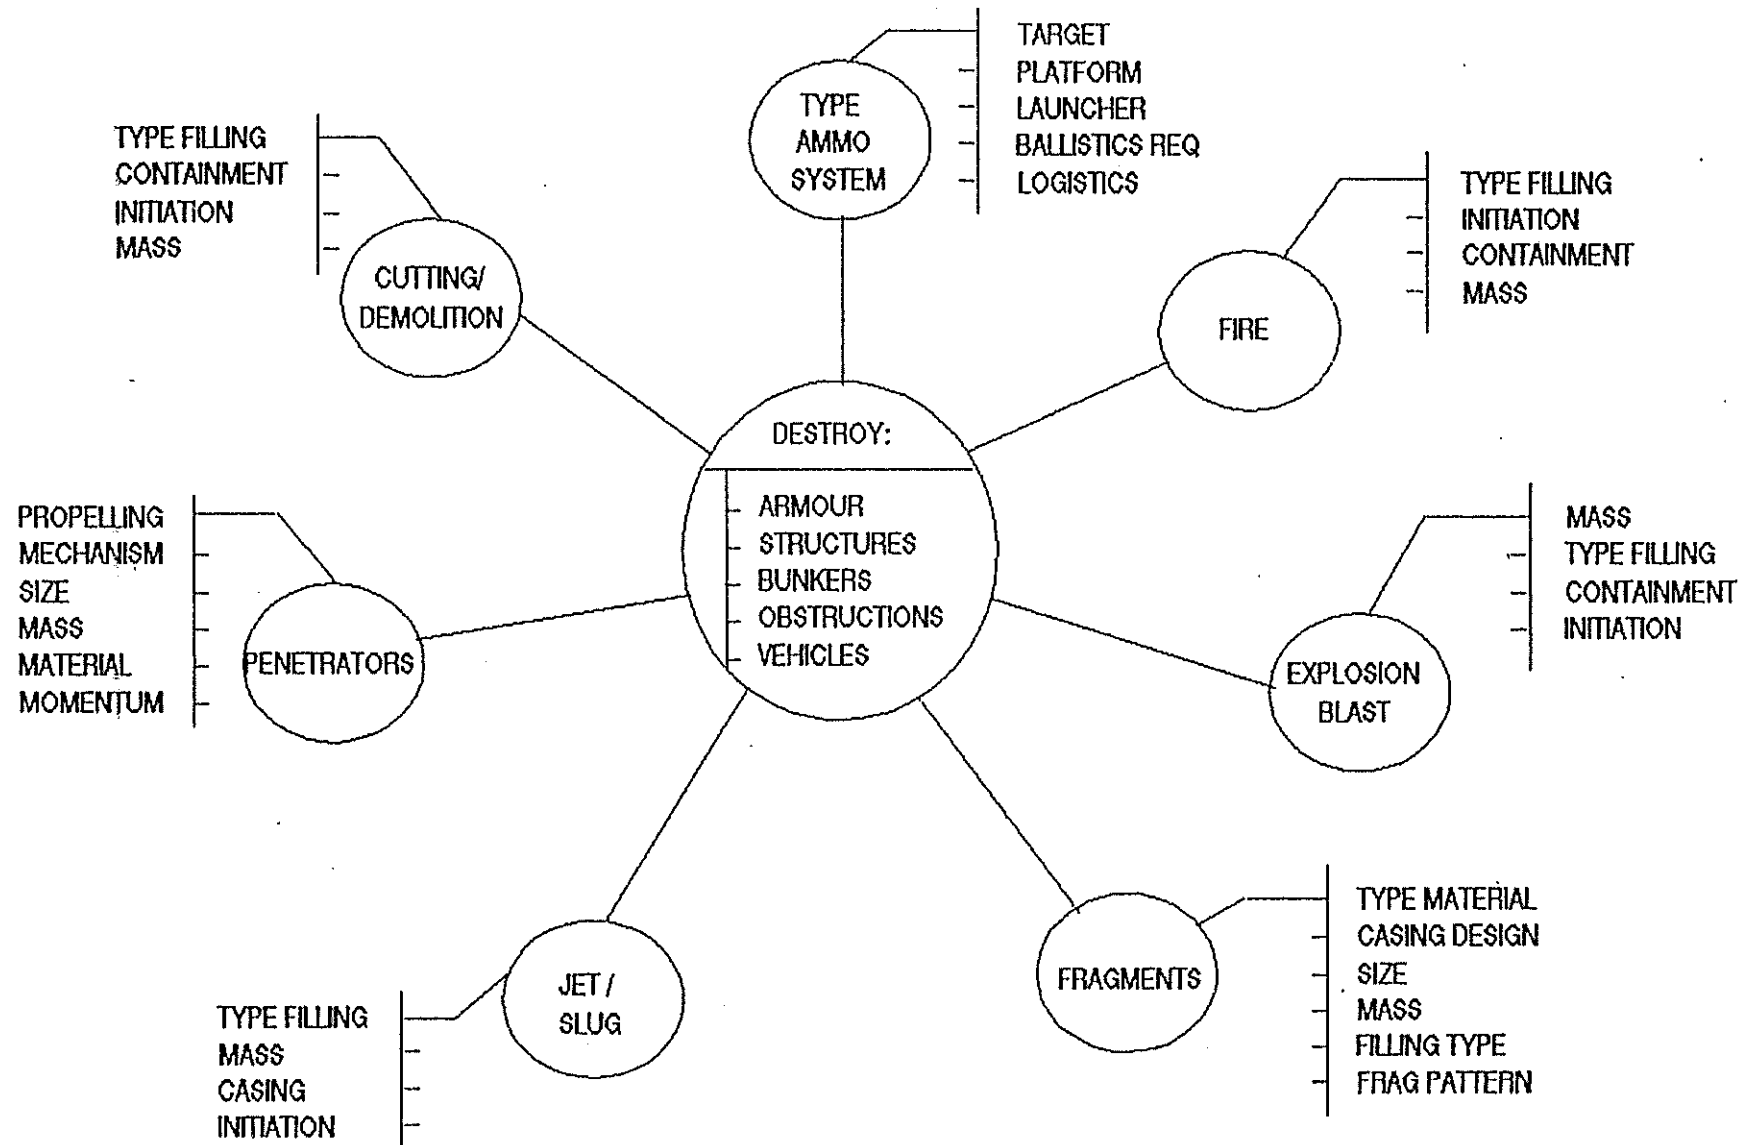 TARGET
PLATFORM
LAUNCHER
BALLISTICS REQ
LOGISTICS
TYPE
AMMO
SYSTEM
TYPE FILLING
CONTAINMENT
INITIATION
MASS
CUTTING/
DEMOLITION
TYPE FILLING
INITIATION
CONTAINMENT
MASS
FIRE
DESTROY:
ARMOUR
STRUCTURES
BUNKERS
OBSTRUCTIONS
VEHICLES
PROPELLING
MECHANISM
SIZE
MASS
MATERIAL
MOMENTUM
PENETRATORS
MASS
TYPE FILLING
CONTAINMENT
INITIATION
EXPLOSION
BLAST
JET /
SLUG
TYPE FILLING
MASS
CASING
INITIATION
FRAGMENTS
TYPE MATERIAL
CASING DESIGN
SIZE
MASS
FILLING TYPE
FRAG PATTERN